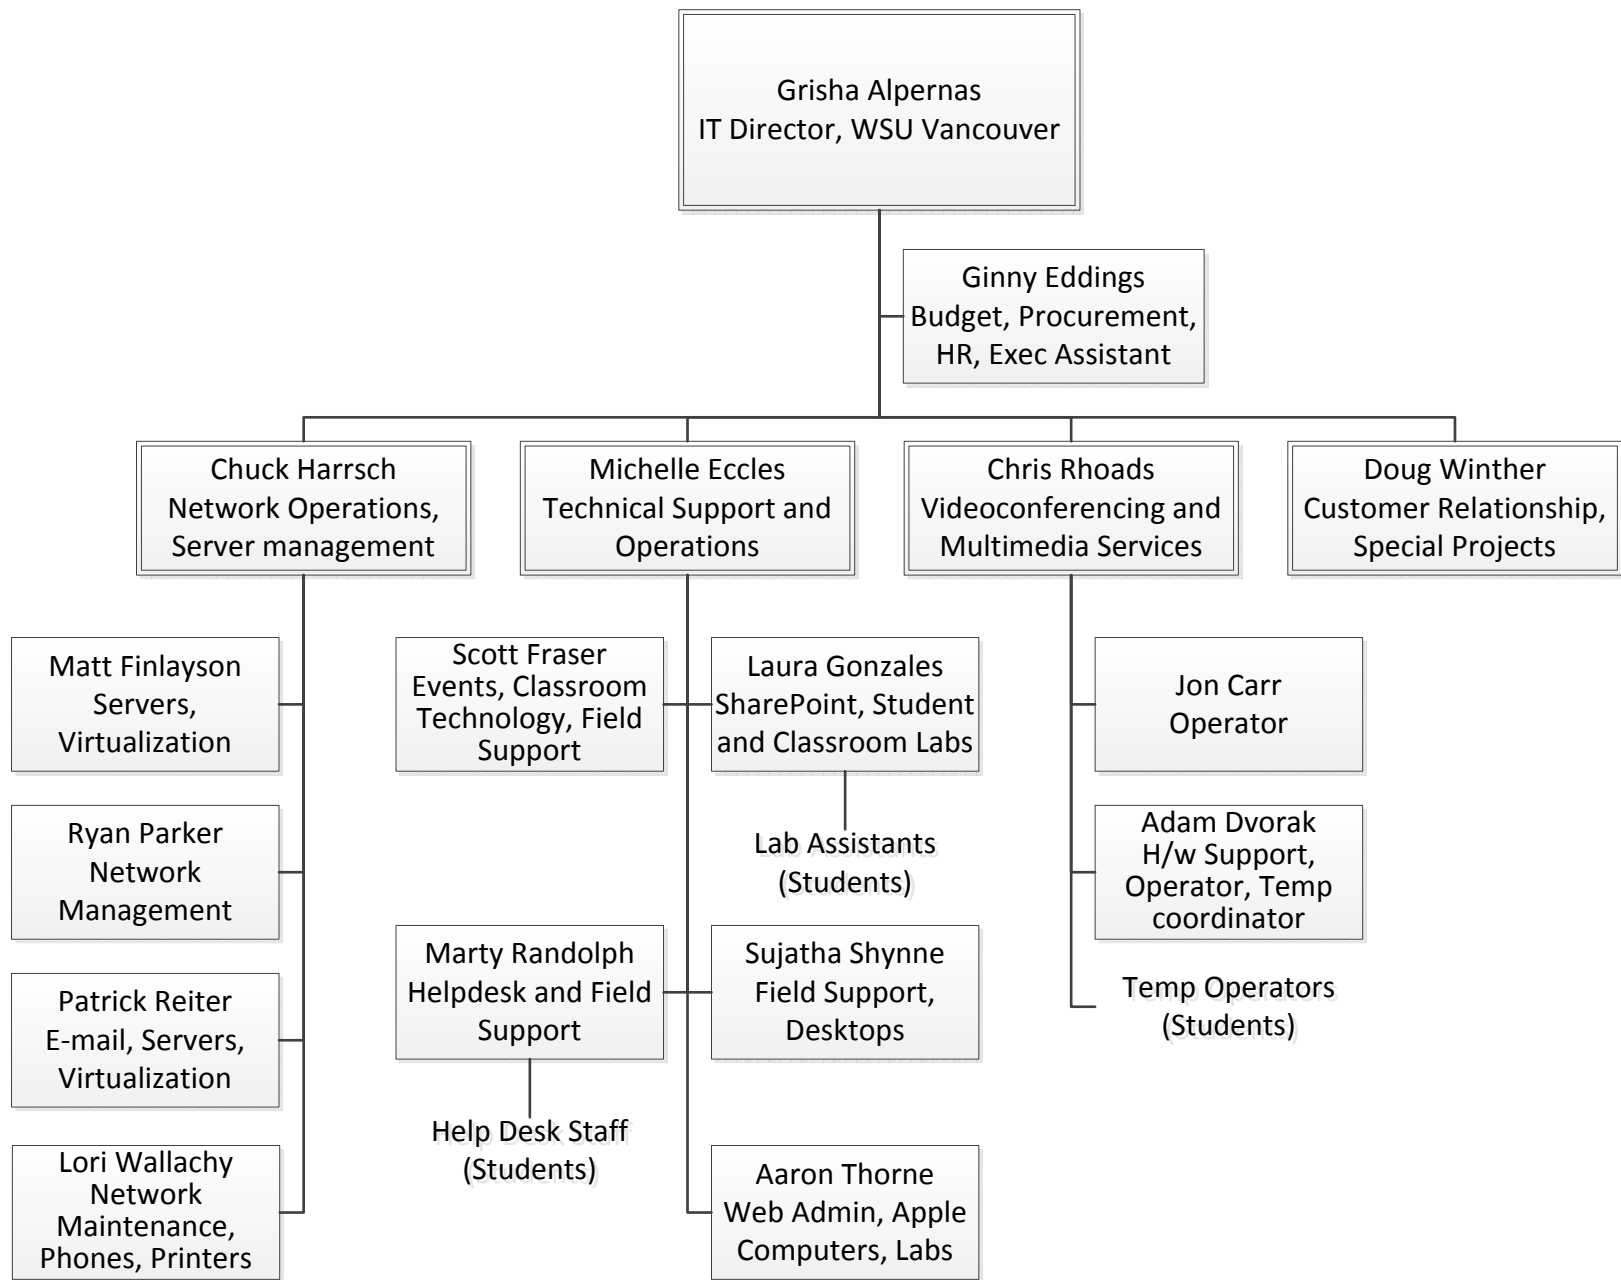 Grisha Alpernas
IT Director, WSU Vancouver
Ginny Eddings
Budget, Procurement,
HR, Exec Assistant
Chuck Harrsch
Network Operations,
Server management
Michelle Eccles
Technical Support and
Operations
Chris Rhoads
Videoconferencing and
Multimedia Services
Doug Winther
Customer Relationship,
Special Projects
Matt Finlayson
Servers,
Virtualization
Scott Fraser
Events, Classroom
Technology, Field
Support
Laura Gonzales
SharePoint, Student
and Classroom Labs
Jon Carr
Operator
Ryan Parker
Network
Management
Lab Assistants
(Students)
Adam Dvorak
H/w Support,
Operator, Temp
coordinator
Patrick Reiter
E-mail, Servers,
Virtualization
Marty Randolph
Helpdesk and Field
Support
Sujatha Shynne
Field Support,
Desktops
Temp Operators
(Students)
Lori Wallachy
Network
Maintenance,
Phones, Printers
Help Desk Staff
(Students)
Aaron Thorne
Web Admin, Apple
Computers, Labs